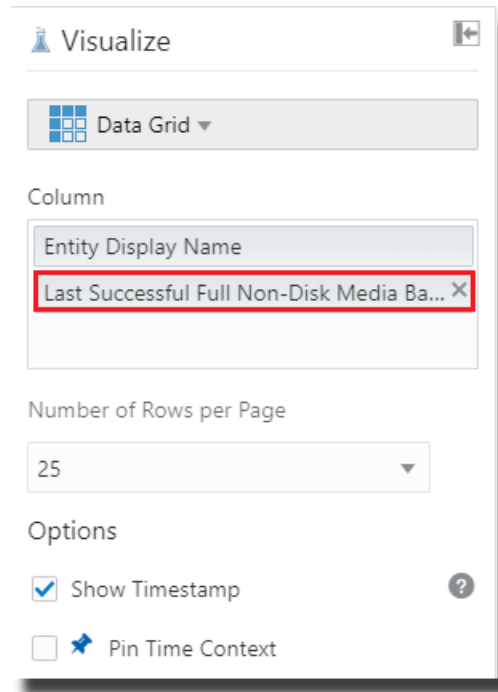 Visualize
Data Grid
Column
Entity Display Name
Last Successful Full Non-Disk Media Ba...
Number of Rows per Page
25
Options
Show Timestamp
Pin Time Context